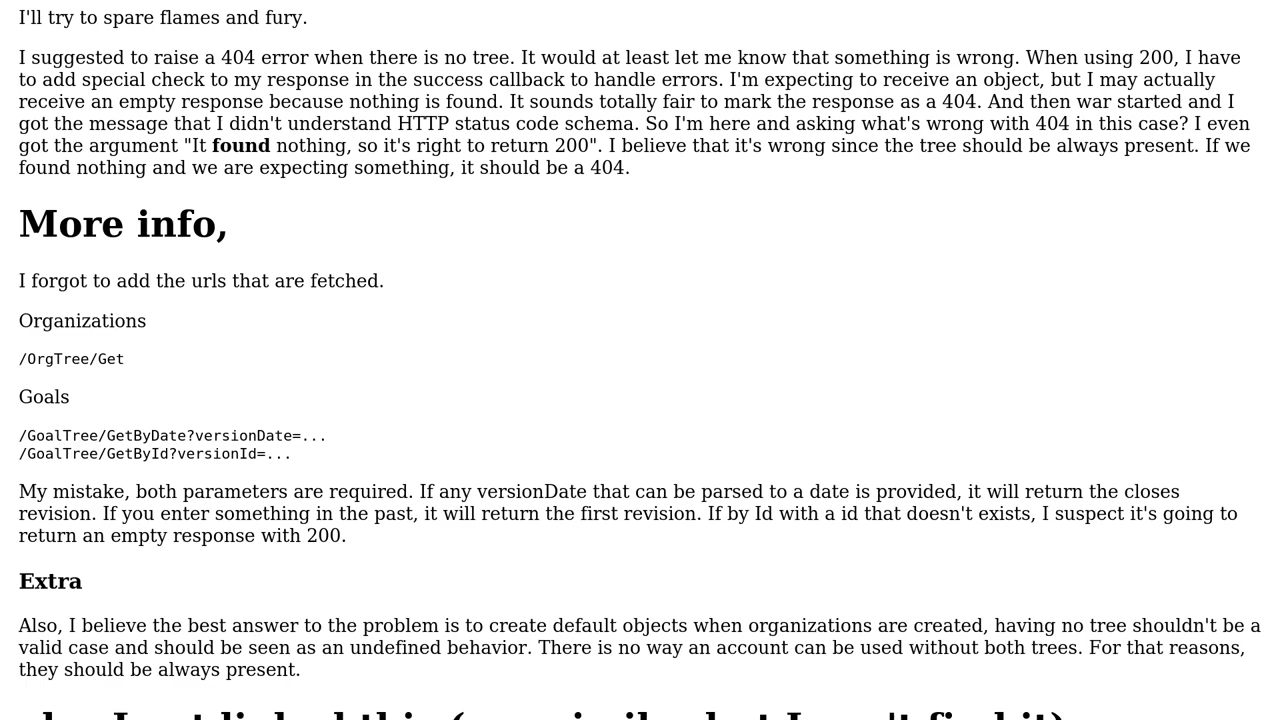 I'll try to spare flames and fury.
I suggested to raise a 404 error when there is no tree. It would at least let me know that something is wrong. When using 200, I have
to add special check to my response in the success callback to handle errors. I'm expecting to receive an object, but I may actually
receive an empty response because nothing is found. It sounds totally fair to mark the response as a 404. And then war started and I
got the message that I didn't understand HTTP status code schema. So I'm here and asking what's wrong with 404 in this case? I even
got the argument "It found nothing, so it's right to return 200". I believe that it's wrong since the tree should be always present. If we
found nothing and we are expecting something, it should be a 404.
More info,
I forgot to add the urls that are fetched.
Organizations
/OrgTree/Get
Goals
/GoalTree/GetByDate?versionDate=...
/GoalTree/GetById?versionId=...
My mistake, both parameters are required. If any versionDate that can be parsed to a date is provided, it will return the closes
revision. If you enter something in the past, it will return the first revision. If by Id with a id that doesn't exists, I suspect it's going to
return an empty response with 200.
Extra
Also, I believe the best answer to the problem is to create default objects when organizations are created, having no tree shouldn't be a
valid case and should be seen as an undefined behavior. There is no way an account can be used without both trees. For that reasons,
they should be always present.